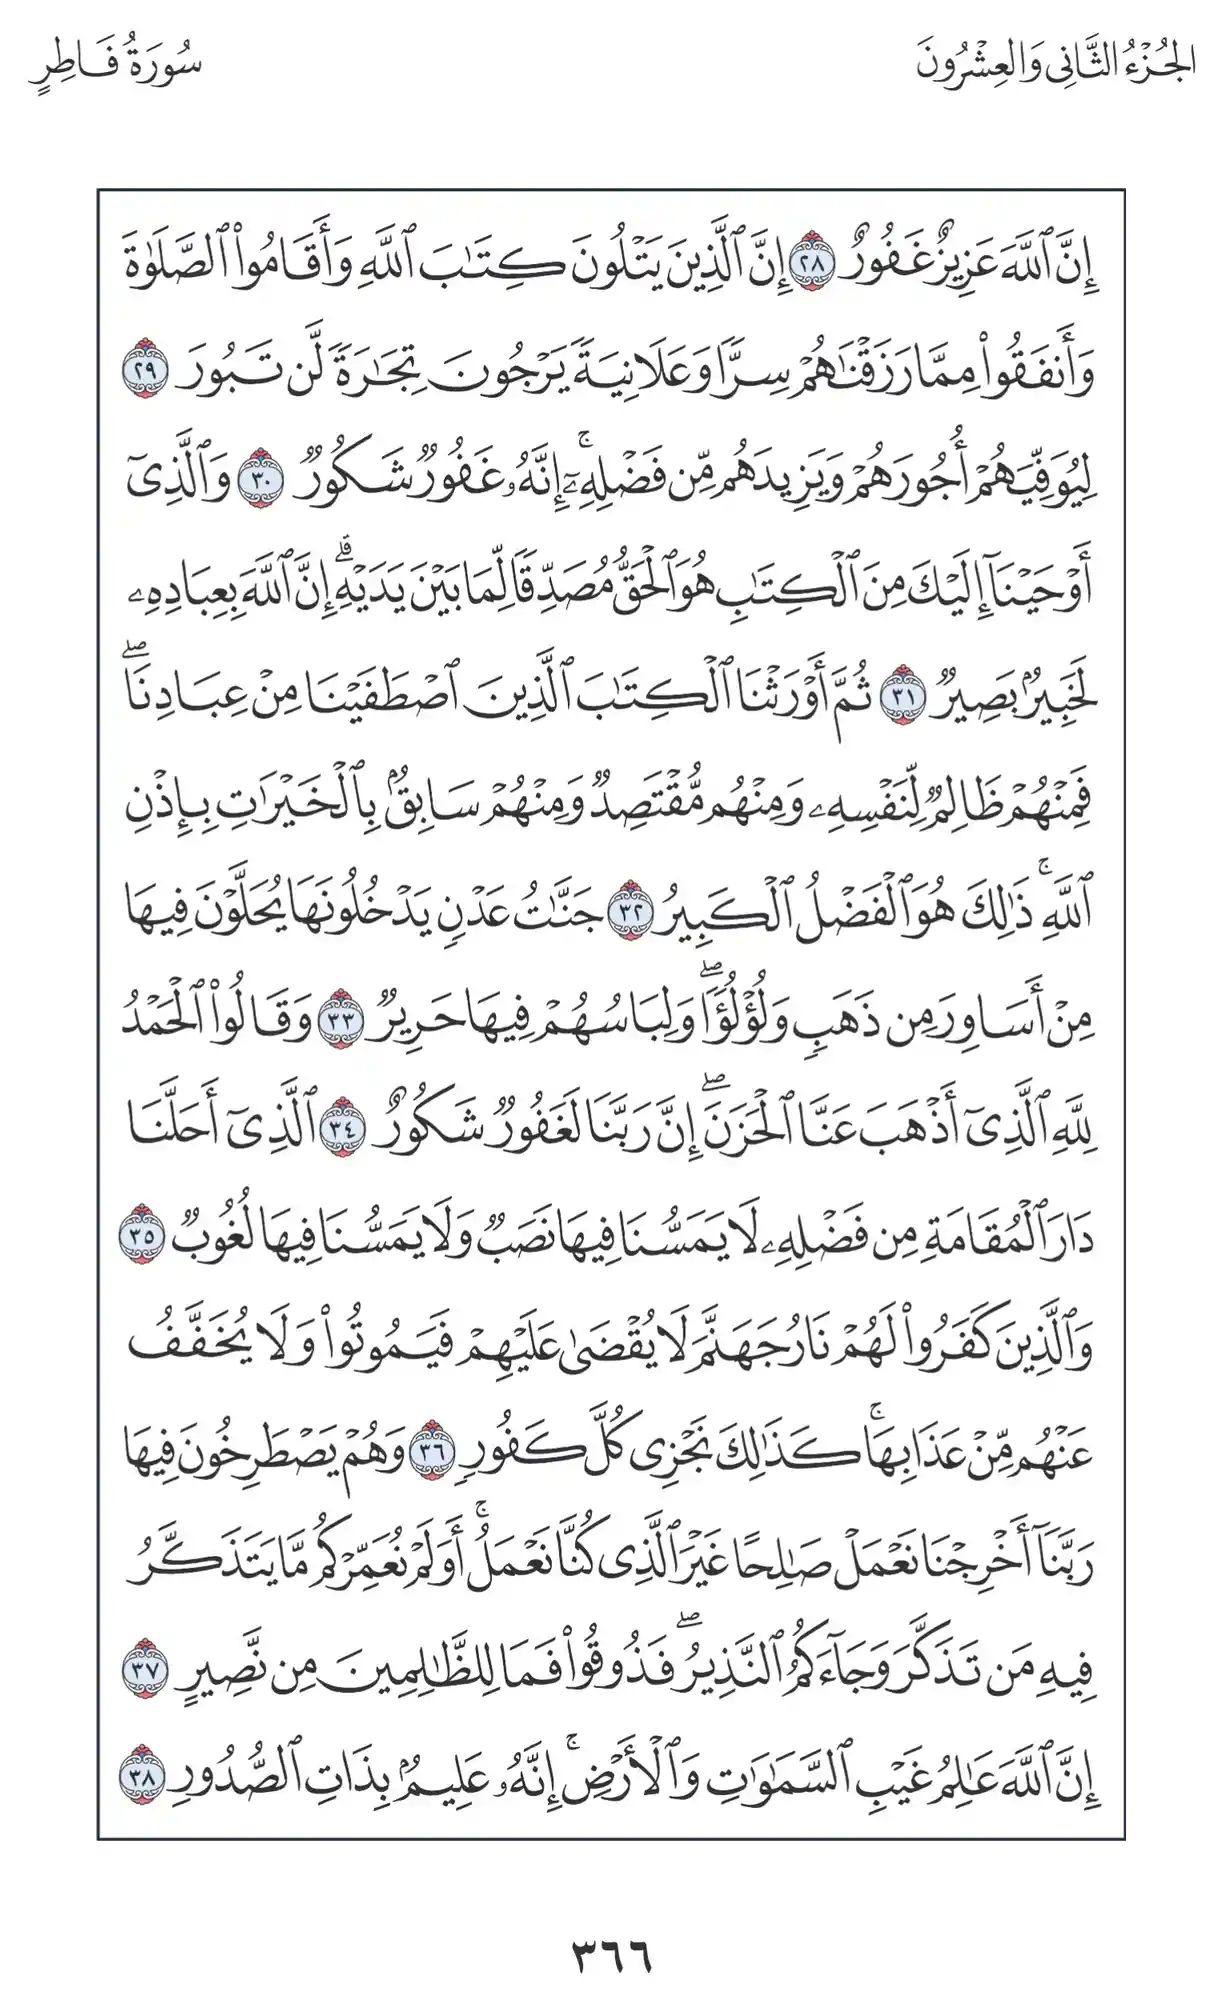 الجُزْءُ الثَّانِي وَالعِشْرُونَ
سُورَةُ فَاطِرٍ
إِنَّ ٱللَّهَ عَزِيزٌ غَفُورٌ ٢٨ إِنَّ ٱلَّذِينَ يَتْلُونَ كِتَٰبَ ٱللَّهِ وَأَقَامُوا۟ ٱلصَّلَوٰةَ
وَأَنفَقُوا۟ مِمَّا رَزَقْنَٰهُمْ سِرًّا وَعَلَانِيَةً يَرْجُونَ تِجَٰرَةً لَّن تَبُورَ ٢٩
لِيُوَفِّيَهُمْ أُجُورَهُمْ وَيَزِيدَهُم مِّن فَضْلِهِۦٓ ۚ إِنَّهُۥ غَفُورٌ شَكُورٌ ٣٠ وَٱلَّذِىٓ
أَوْحَيْنَآ إِلَيْكَ مِنَ ٱلْكِتَٰبِ هُوَ ٱلْحَقُّ مُصَدِّقًا لِّمَا بَيْنَ يَدَيْهِ ۗ إِنَّ ٱللَّهَ بِعِبَادِهِۦ
لَخَبِيرٌۢ بَصِيرٌ ٣١ ثُمَّ أَوْرَثْنَا ٱلْكِتَٰبَ ٱلَّذِينَ ٱصْطَفَيْنَا مِنْ عِبَادِنَا ۖ
فَمِنْهُمْ ظَالِمٌ لِّنَفْسِهِۦ وَمِنْهُم مُّقْتَصِدٌ وَمِنْهُمْ سَابِقٌۢ بِٱلْخَيْرَٰتِ بِإِذْنِ
ٱللَّهِ ۚ ذَٰلِكَ هُوَ ٱلْفَضْلُ ٱلْكَبِيرُ ٣٢ جَنَّٰتُ عَدْنٍ يَدْخُلُونَهَا يُحَلَّوْنَ فِيهَا
مِنْ أَسَاوِرَ مِن ذَهَبٍ وَلُؤْلُؤًا ۖ وَلِبَاسُهُمْ فِيهَا حَرِيرٌ ٣٣ وَقَالُوا۟ ٱلْحَمْدُ
لِلَّهِ ٱلَّذِىٓ أَذْهَبَ عَنَّا ٱلْحَزَنَ ۖ إِنَّ رَبَّنَا لَغَفُورٌ شَكُورٌ ٣٤ ٱلَّذِىٓ أَحَلَّنَا
دَارَ ٱلْمُقَامَةِ مِن فَضْلِهِۦ لَا يَمَسُّنَا فِيهَا نَصَبٌ وَلَا يَمَسُّنَا فِيهَا لُغُوبٌ ٣٥
وَٱلَّذِينَ كَفَرُوا۟ لَهُمْ نَارُ جَهَنَّمَ لَا يُقْضَىٰ عَلَيْهِمْ فَيَمُوتُوا۟ وَلَا يُخَفَّفُ
عَنْهُم مِّنْ عَذَابِهَا ۚ كَذَٰلِكَ نَجْزِى كُلَّ كَفُورٍ ٣٦ وَهُمْ يَصْطَرِخُونَ فِيهَا
رَبَّنَآ أَخْرِجْنَا نَعْمَلْ صَٰلِحًا غَيْرَ ٱلَّذِى كُنَّا نَعْمَلُ ۚ أَوَلَمْ نُعَمِّرْكُم مَّا يَتَذَكَّرُ
فِيهِ مَن تَذَكَّرَ وَجَآءَكُمُ ٱلنَّذِيرُ ۖ فَذُوقُوا۟ فَمَا لِلظَّٰلِمِينَ مِن نَّصِيرٍ ٣٧
إِنَّ ٱللَّهَ عَٰلِمُ غَيْبِ ٱلسَّمَٰوَٰتِ وَٱلْأَرْضِ ۚ إِنَّهُۥ عَلِيمٌۢ بِذَاتِ ٱلصُّدُورِ ٣٨
٣٦٦